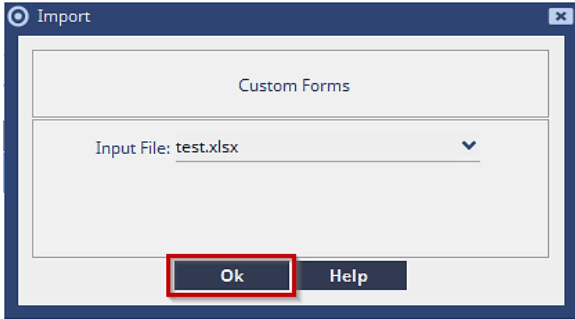 Import
Custom Forms
Input File: test.xlsx
Ok
Help